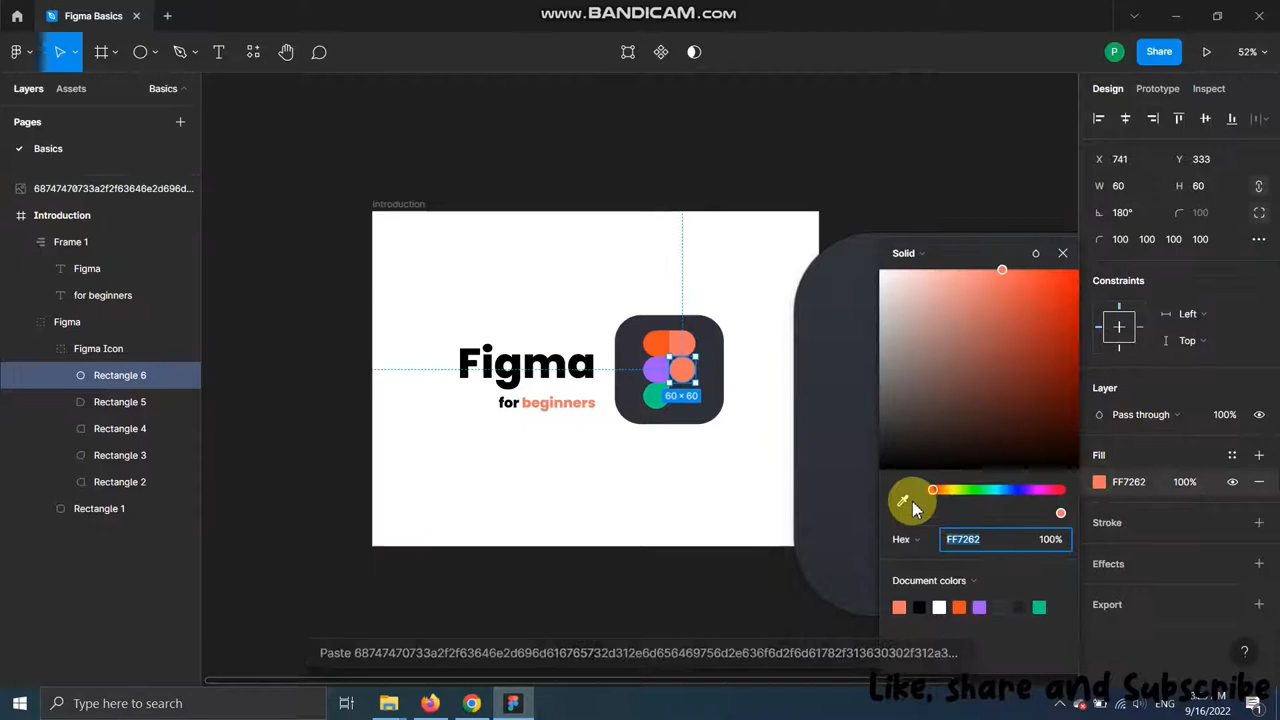 www.BANDICAM.com
Figma Basics
P
Share
52%
Layers
Assets
Basics
Design
Prototype
Inspect
Pages
Basics
68747470733a2f2f63646e2d696d...
Introduction
Frame 1
Figma
for beginners
Figma
Figma Icon
Rectangle 6
Rectangle 5
Rectangle 4
Rectangle 3
Rectangle 2
Rectangle 1
Introduction
Figma
for beginners
60 × 60
Solid
Hex
FF7262
100%
Document colors
X 741
Y 333
W 60
H 60
180°
100
100 100 100 100
Constraints
Left
Top
Layer
Pass through
100%
Fill
FF7262
100%
Stroke
Effects
Export
?
Paste 68747470733a2f2f63646e2d696d616765732d312e6d656469756d2e636f6d2f6d61782f313630302f312a3...
Like, share and Subscribe
Type here to search
ENG
9/16/2022